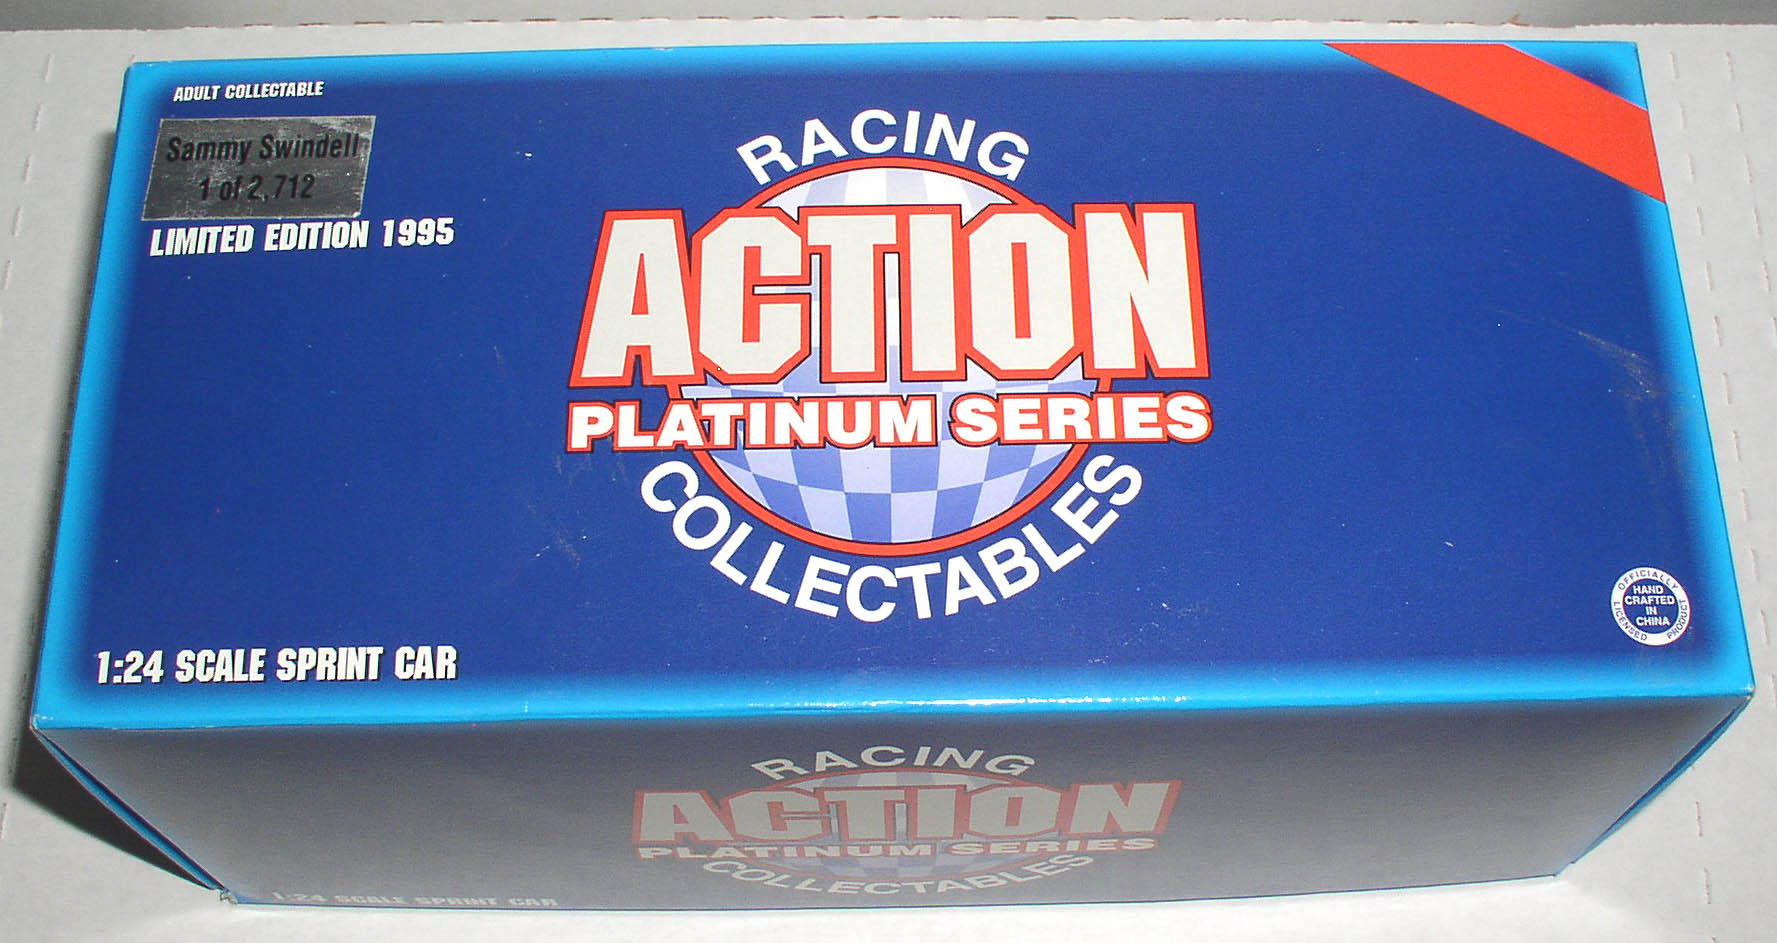 ADULT COLLECTABLE
Sammy Swindell
1 of 2,712
LIMITED EDITION 1995
RACING
ACTION
PLATINUM SERIES
COLLECTABLES
1:24 SCALE SPRINT CAR
OFFICIALLY
HAND
CRAFTED
IN
CHINA
LICENSED PRODUCT
RACING
ACTION
PLATINUM SERIES
COLLECTABLES
1:24 SCALE SPRINT CAR